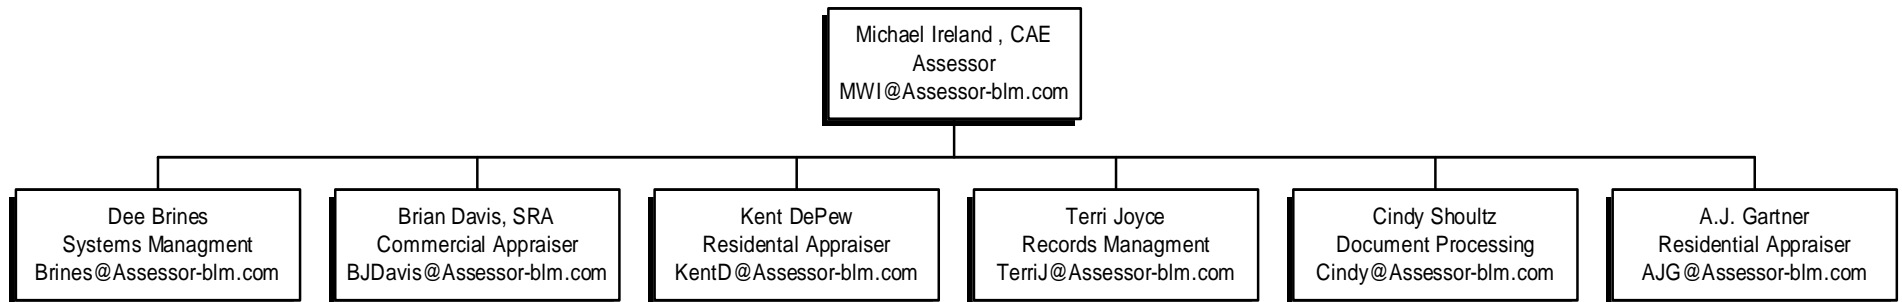 Michael Ireland , CAE
Assessor
MWI@Assessor-blm.com
Dee Brines
Systems Managment
Brines@Assessor-blm.com
Brian Davis, SRA
Commercial Appraiser
BJDavis@Assessor-blm.com
Kent DePew
Residental Appraiser
KentD@Assessor-blm.com
Terri Joyce
Records Managment
TerriJ@Assessor-blm.com
Cindy Shoultz
Document Processing
Cindy@Assessor-blm.com
A.J. Gartner
Residential Appraiser
AJG@Assessor-blm.com